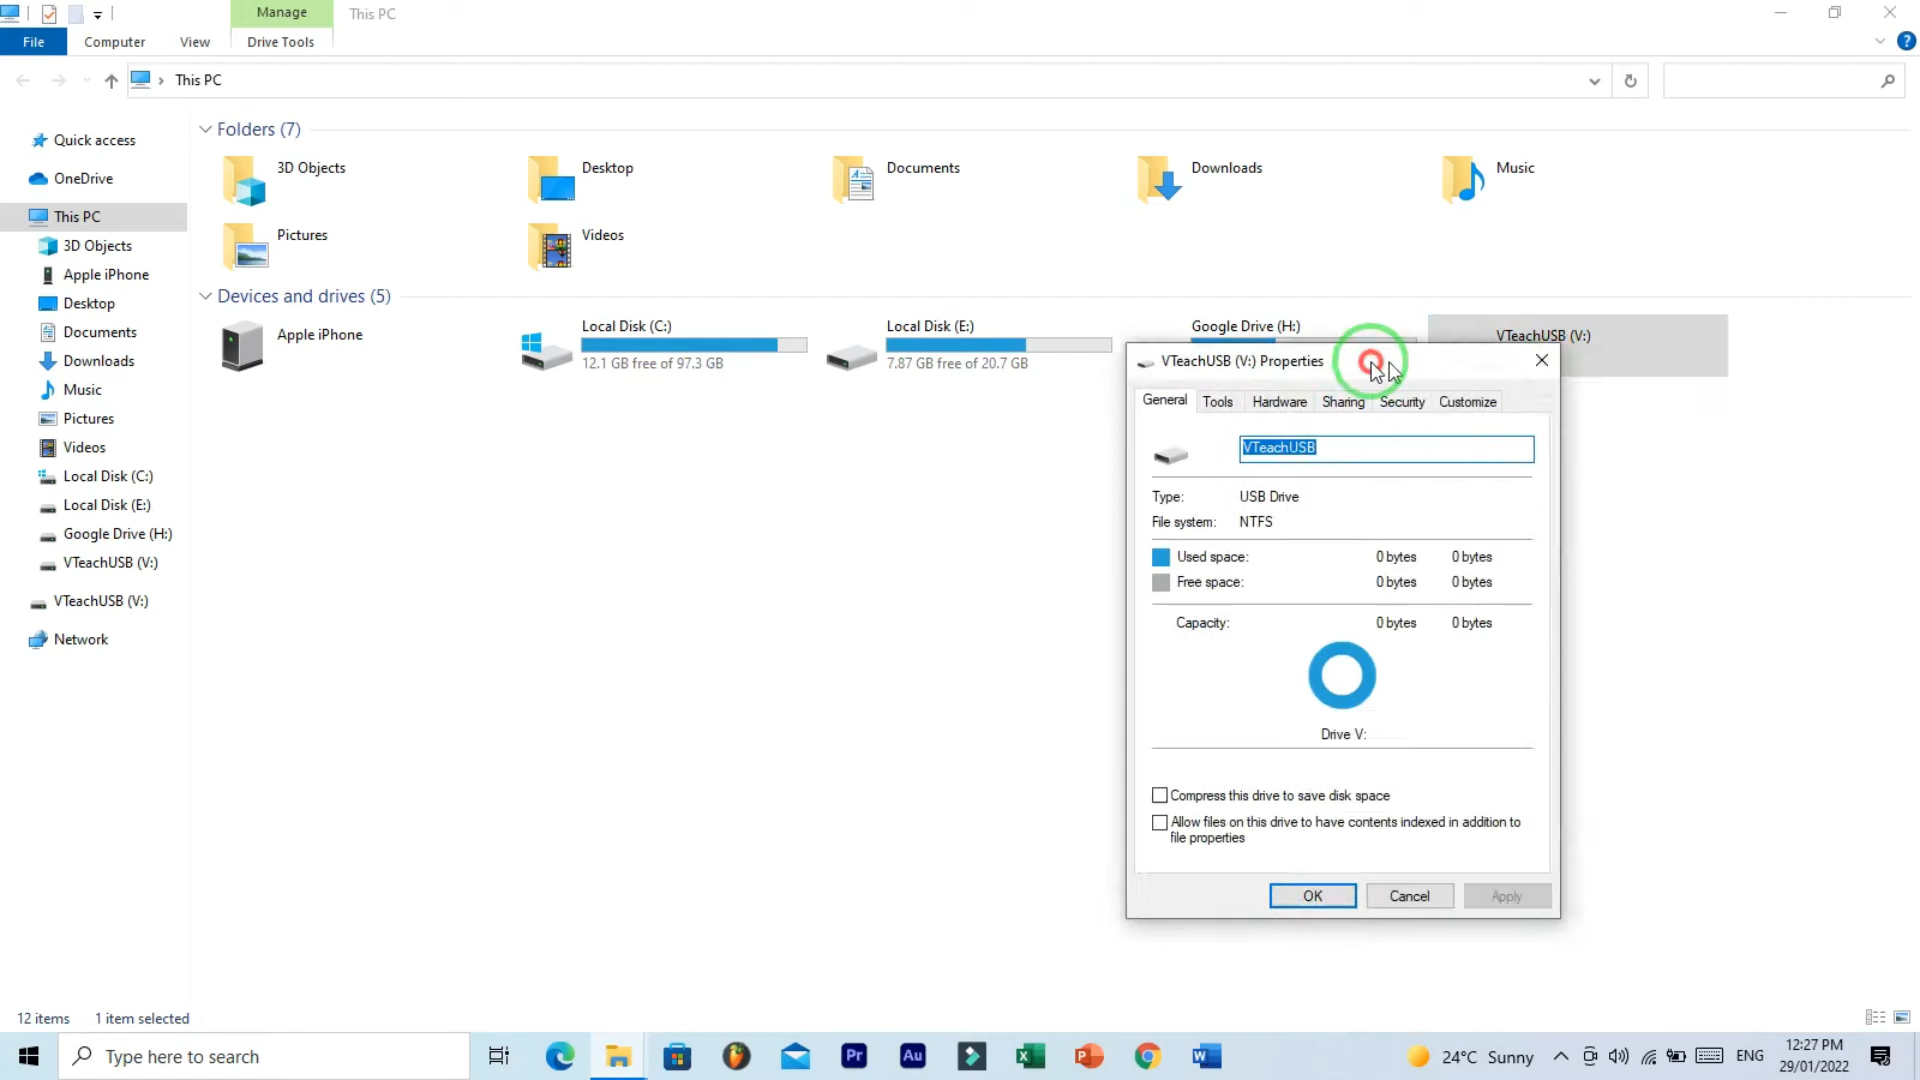 Manage
This PC
File
Computer
View
Drive Tools
This PC
Quick access
OneDrive
This PC
3D Objects
Apple iPhone
Desktop
Documents
Downloads
Music
Pictures
Videos
Local Disk (C:)
Local Disk (E:)
Google Drive (H:)
VTeachUSB (V:)
VTeachUSB (V:)
Network
Folders (7)
3D Objects
Desktop
Documents
Downloads
Music
Pictures
Videos
Devices and drives (5)
Apple iPhone
Local Disk (C:)
12.1 GB free of 97.3 GB
Local Disk (E:)
7.87 GB free of 20.7 GB
Google Drive (H:)
VTeachUSB (V:)
VTeachUSB (V:) Properties
General
Tools
Hardware
Sharing
Security
Customize
VTeachUSB
Type: USB Drive
File system: NTFS
Used space: 0 bytes 0 bytes
Free space: 0 bytes 0 bytes
Capacity: 0 bytes 0 bytes
Drive V:
Compress this drive to save disk space
Allow files on this drive to have contents indexed in addition to
file properties
OK
Cancel
Apply
12 items
1 item selected
Type here to search
Pr
Au
24°C Sunny
ENG
12:27 PM
29/01/2022